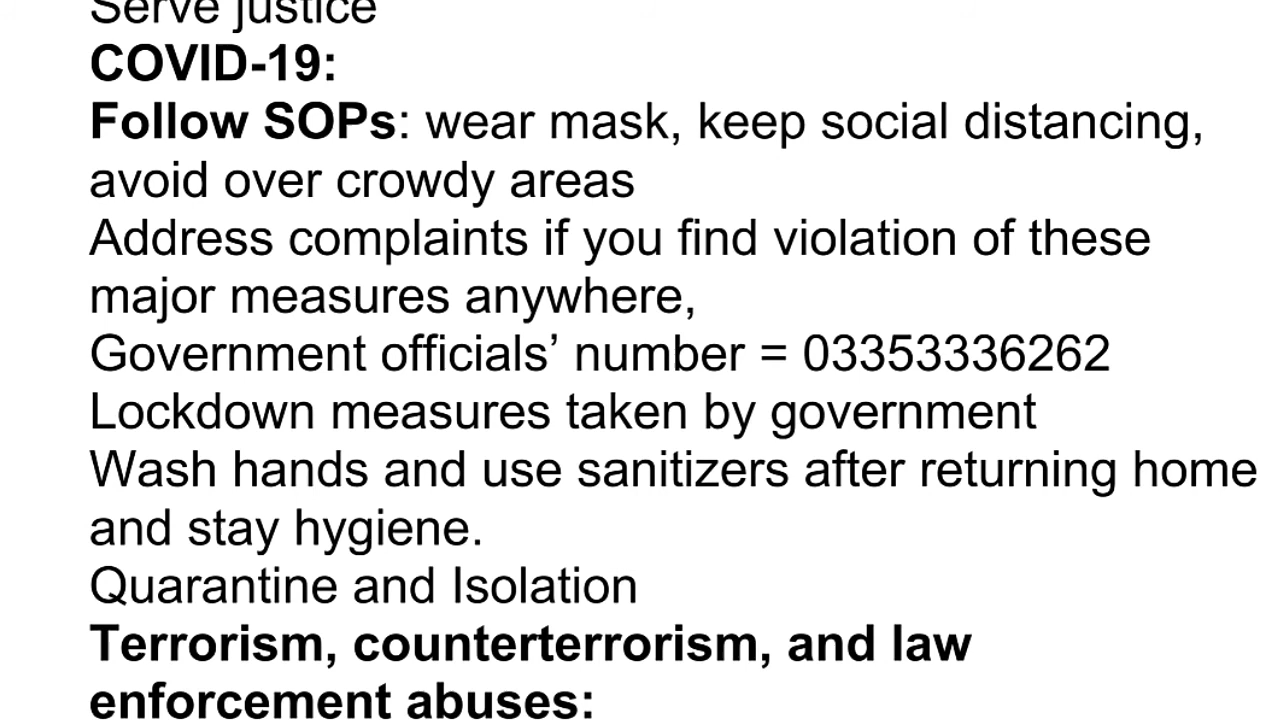 Serve justice
COVID-19:
Follow SOPs: wear mask, keep social distancing,
avoid over crowdy areas
Address complaints if you find violation of these
major measures anywhere,
Government officials’ number = 03353336262
Lockdown measures taken by government
Wash hands and use sanitizers after returning home
and stay hygiene.
Quarantine and Isolation
Terrorism, counterterrorism, and law
enforcement abuses: